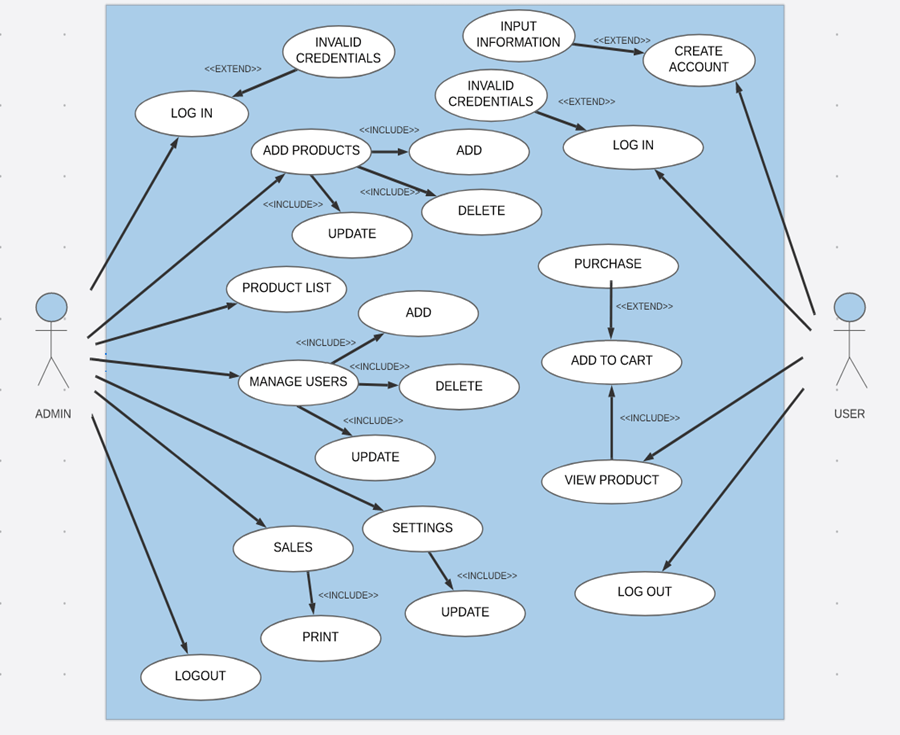 INPUT
INFORMATION
<<EXTEND>>
CREATE
ACCOUNT
INVALID
CREDENTIALS
<<EXTEND>>
LOG IN
INVALID
CREDENTIALS
<<EXTEND>>
LOG IN
ADD PRODUCTS
<<INCLUDE>>
ADD
<<INCLUDE>>
DELETE
<<INCLUDE>>
UPDATE
PURCHASE
<<EXTEND>>
ADD TO CART
<<INCLUDE>>
VIEW PRODUCT
PRODUCT LIST
ADD
<<INCLUDE>>
MANAGE USERS
<<INCLUDE>>
DELETE
<<INCLUDE>>
UPDATE
ADMIN
USER
SETTINGS
<<INCLUDE>>
UPDATE
SALES
<<INCLUDE>>
PRINT
LOG OUT
LOGOUT